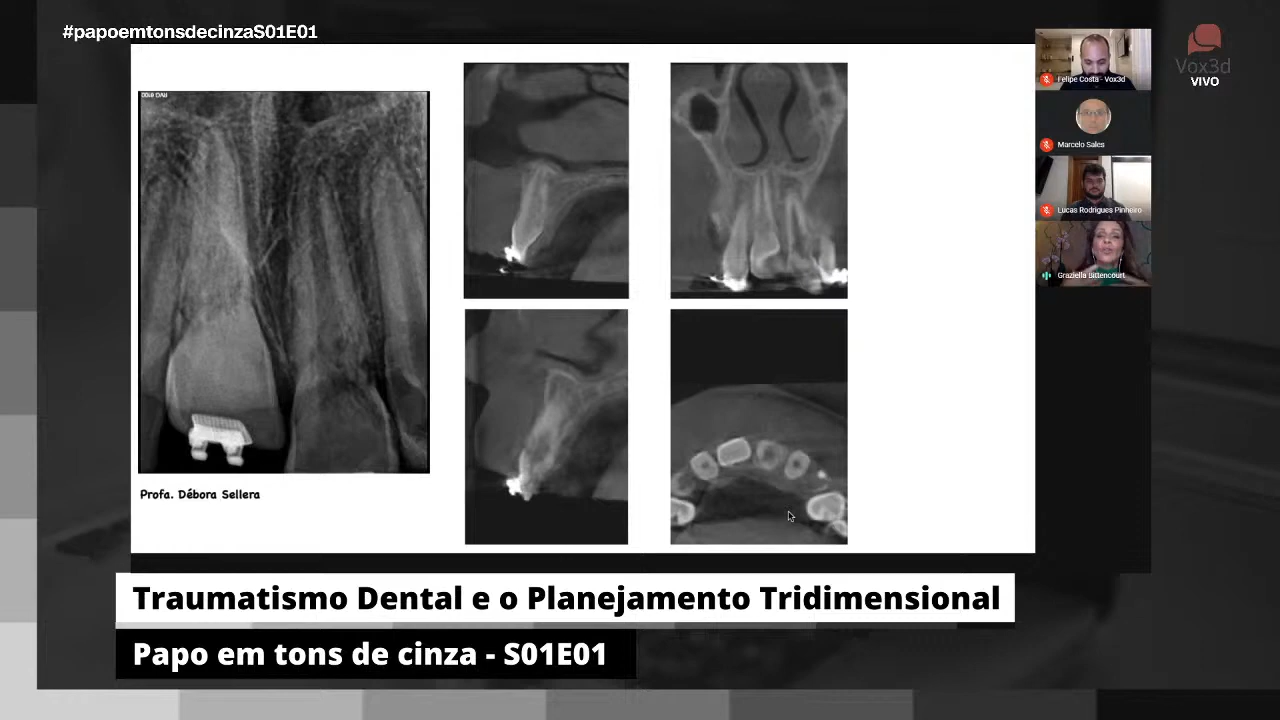 #papoemtonsdecinzaS01E01
Vox3d
VIVO
Felipe Costa - Vox3d
Marcelo Sales
Lucas Rodrigues Pinheiro
Graziella Bittencourt
Profa. Débora Sellera
Traumatismo Dental e o Planejamento Tridimensional
Papo em tons de cinza - S01E01